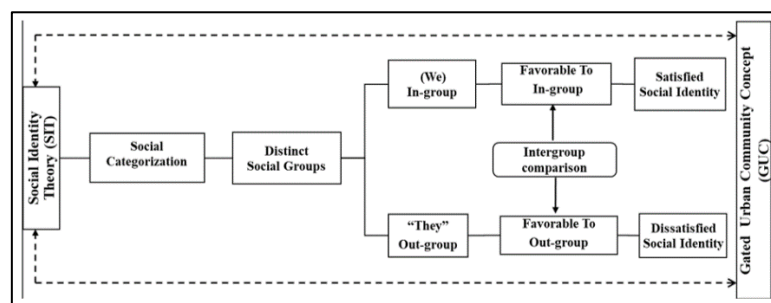 Social Identity
Theory (SIT)
Social
Categorization
Distinct
Social Groups
(We)
In-group
Favorable To
In-group
Satisfied
Social Identity
Intergroup
comparison
“They”
Out-group
Favorable To
Out-group
Dissatisfied
Social Identity
Gated Urban Community Concept
(GUC)